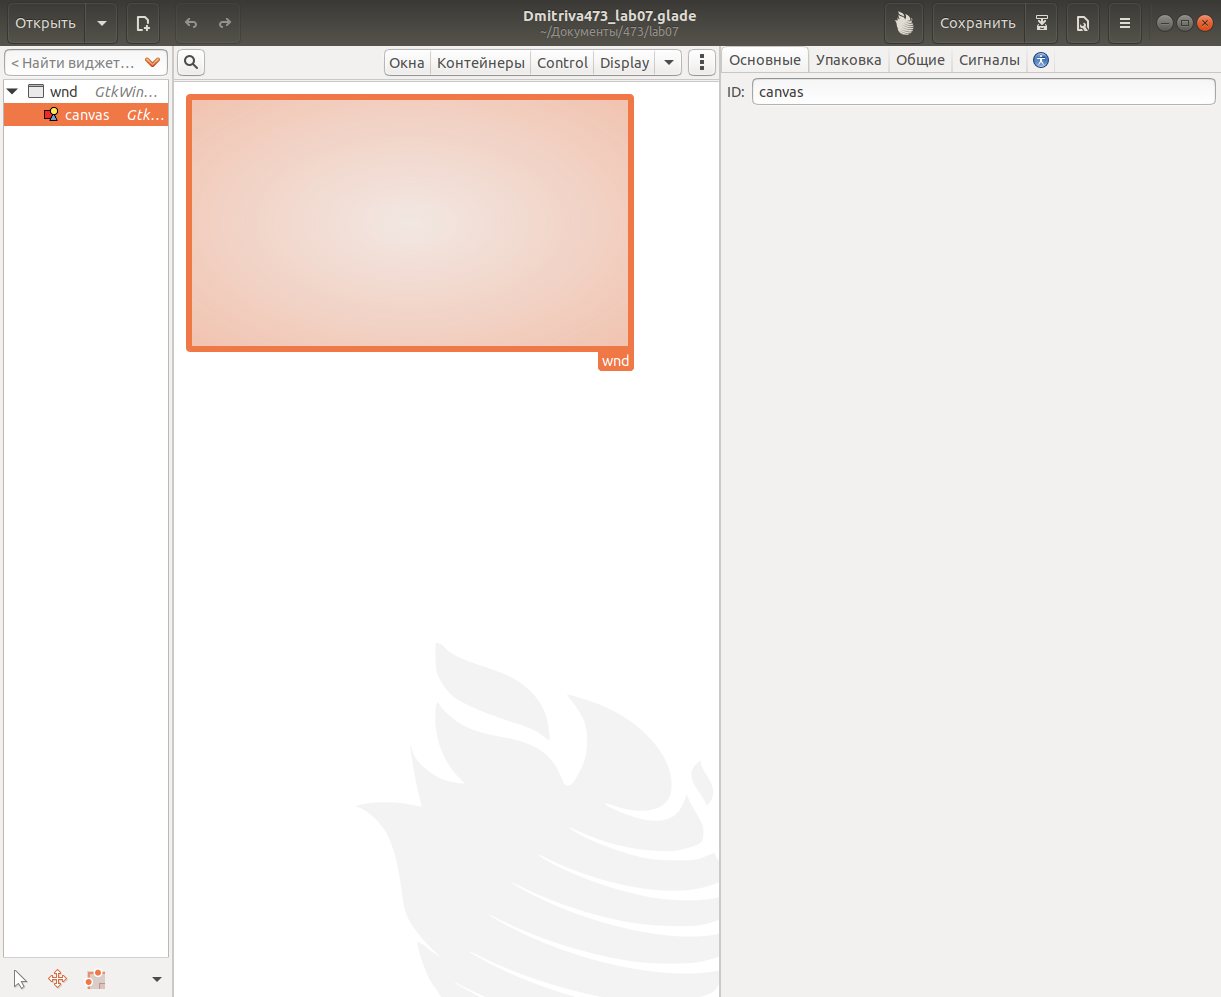 Открыть
Dmitriva473_lab07.glade
~/Документы/473/lab07
Сохранить
< Найти виджет…
Окна
Контейнеры
Control
Display
Основные
Упаковка
Общие
Сигналы
wnd GtkWin…
canvas Gtk…
ID: canvas
wnd